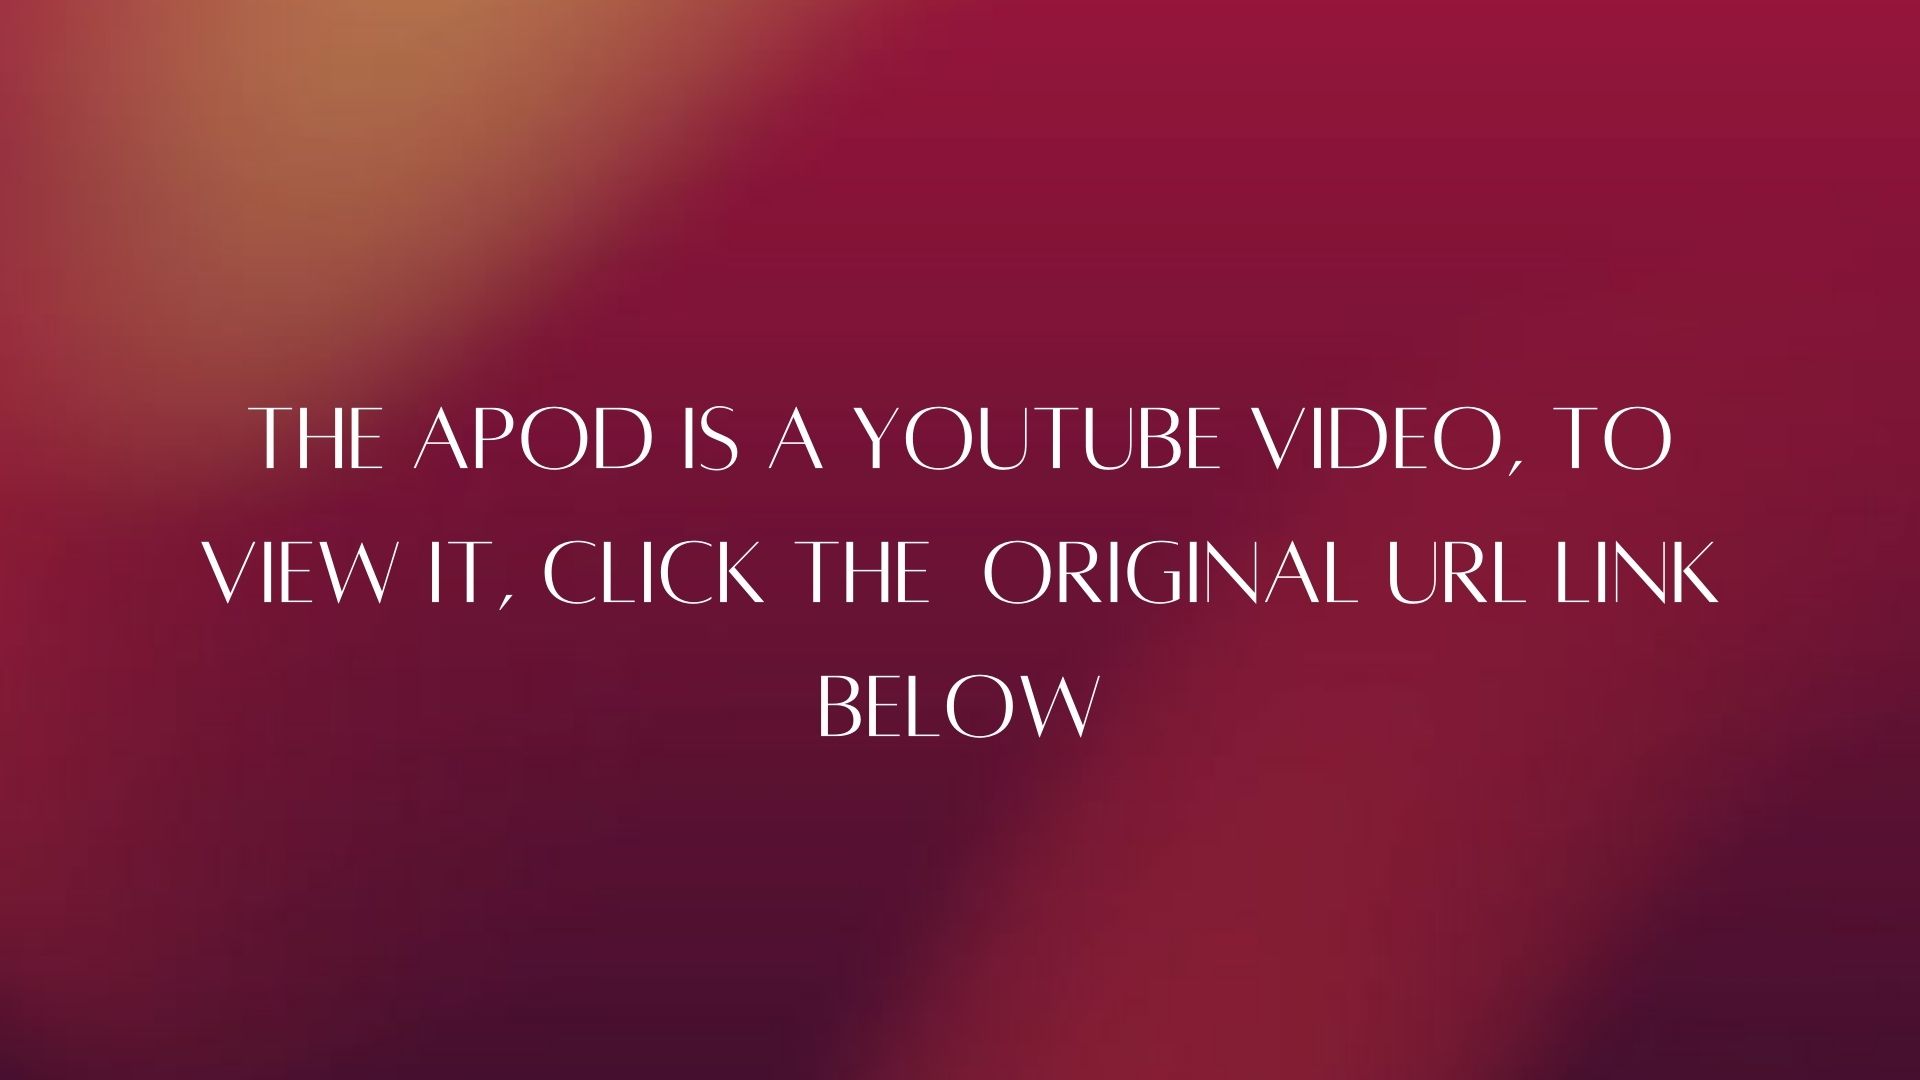 THE APOD IS A YOUTUBE VIDEO, TO
VIEW IT, CLICK THE  ORIGINAL URL LINK
BELOW